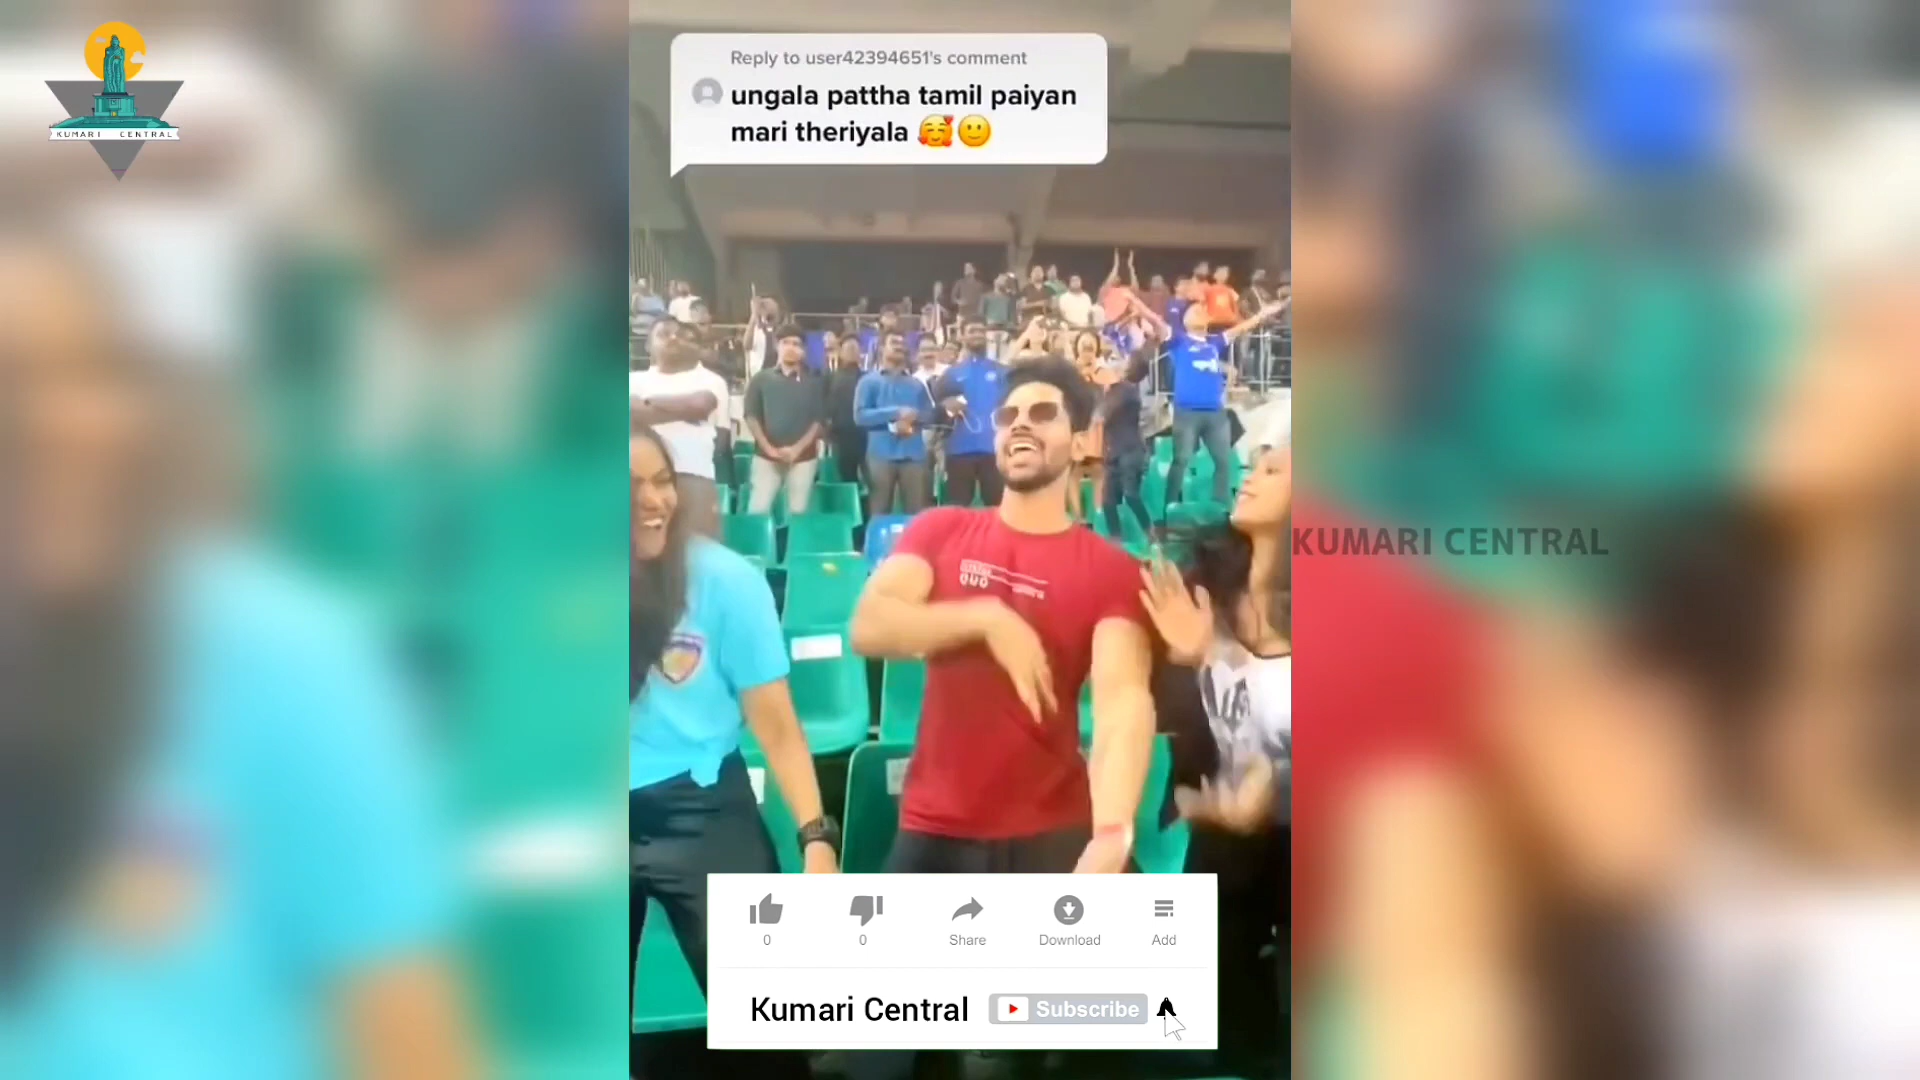 KUMARI CENTRAL
Reply to user42394651's comment
ungala pattha tamil paiyan
mari theriyala 🥰🙂
KUMARI CENTRAL
0
0
Share
Download
Add
Kumari Central
Subscribe